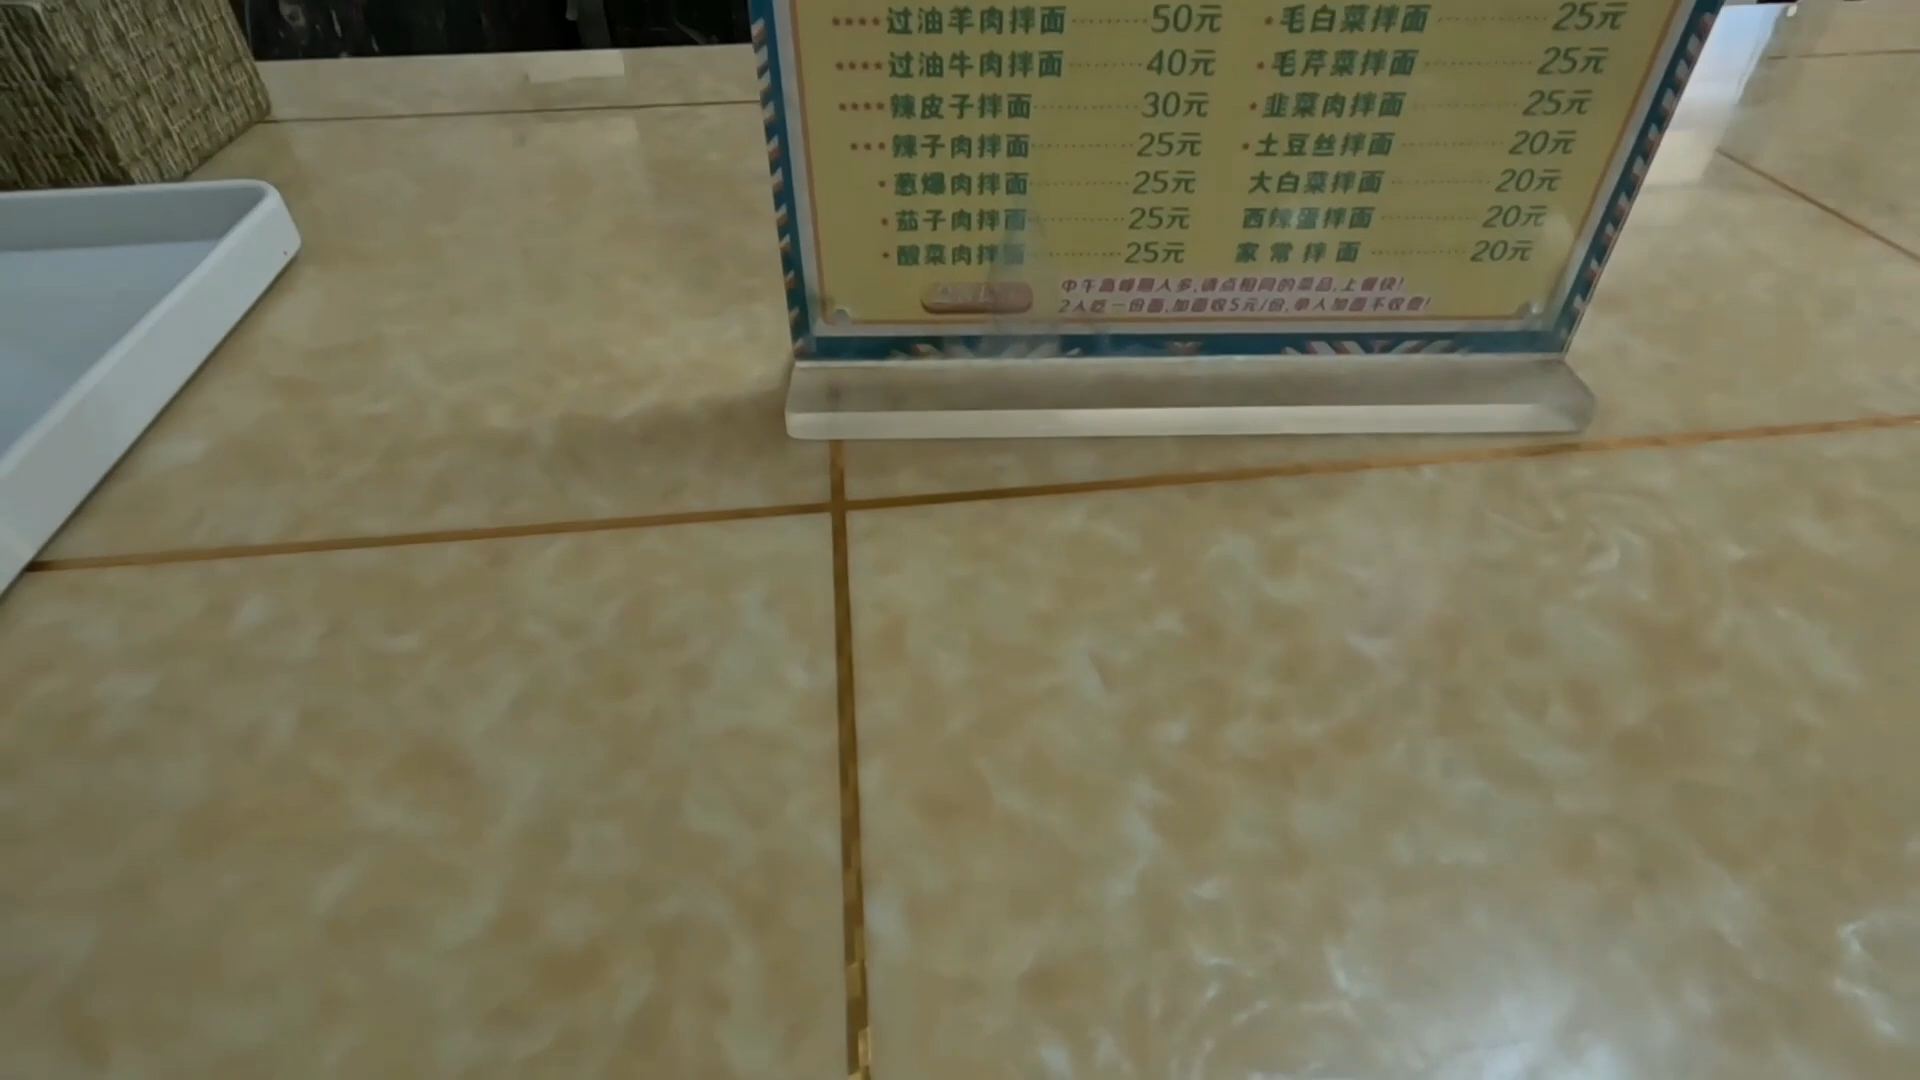 ****过油羊肉拌面 50元 *毛白菜拌面 25元
****过油牛肉拌面 40元 *毛芹菜拌面 25元
****辣皮子拌面 30元 *韭菜肉拌面 25元
***辣子肉拌面 25元 *土豆丝拌面 20元
*葱爆肉拌面 25元 大白菜拌面 20元
*茄子肉拌面 25元 西辣蛋拌面 20元
*酸菜肉拌面 25元 家常拌面 20元
中午高峰期人多,请点相同的菜品,上餐快!
2人吃一份面,加面收5元/份,单人加面不收费!